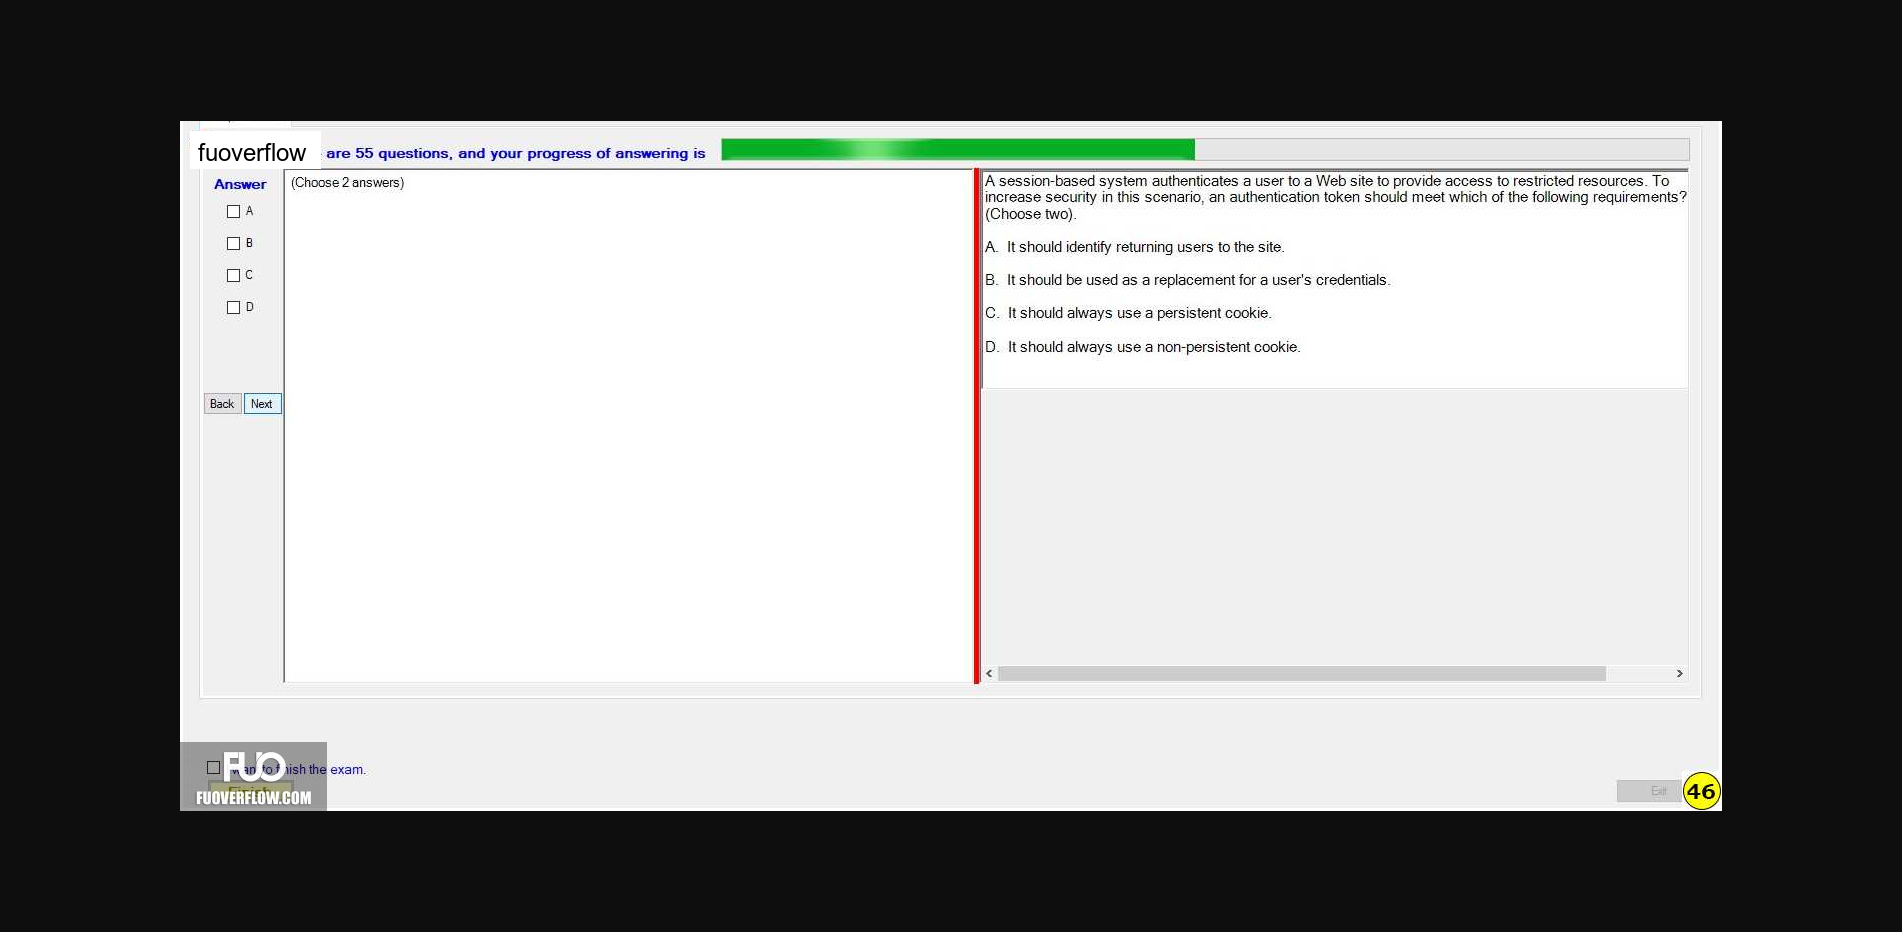 fuoverflow are 55 questions, and your progress of answering is
Answer
A
B
C
D
Back Next
(Choose 2 answers)
A session-based system authenticates a user to a Web site to provide access to restricted resources. To
increase security in this scenario, an authentication token should meet which of the following requirements?
(Choose two).
A. It should identify returning users to the site.
B. It should be used as a replacement for a user's credentials.
C. It should always use a persistent cookie.
D. It should always use a non-persistent cookie.
want to finish the exam.
Finish
FUO
FUOVERFLOW.COM
Exit
46